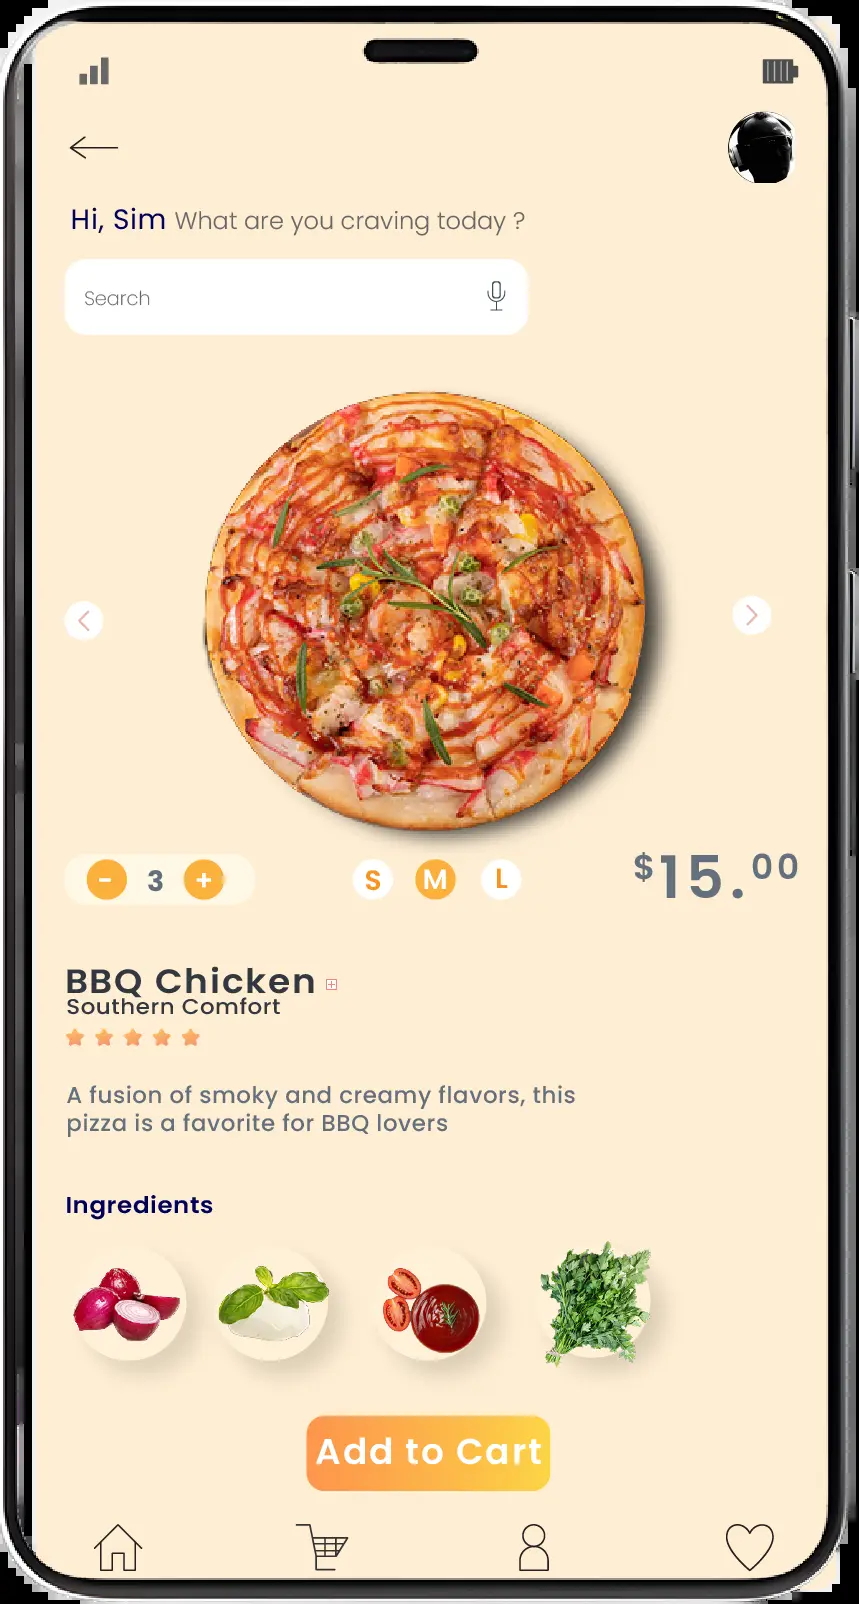 Hi, Sim What are you craving today ?
Search
- 3 +
S M L
$15.00
BBQ Chicken
Southern Comfort
A fusion of smoky and creamy flavors, this
pizza is a favorite for BBQ lovers
Ingredients
Add to Cart